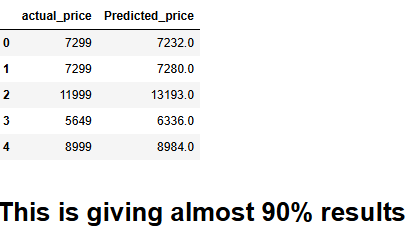 actual_price Predicted_price
0 7299 7232.0
1 7299 7280.0
2 11999 13193.0
3 5649 6336.0
4 8999 8984.0
This is giving almost 90% results